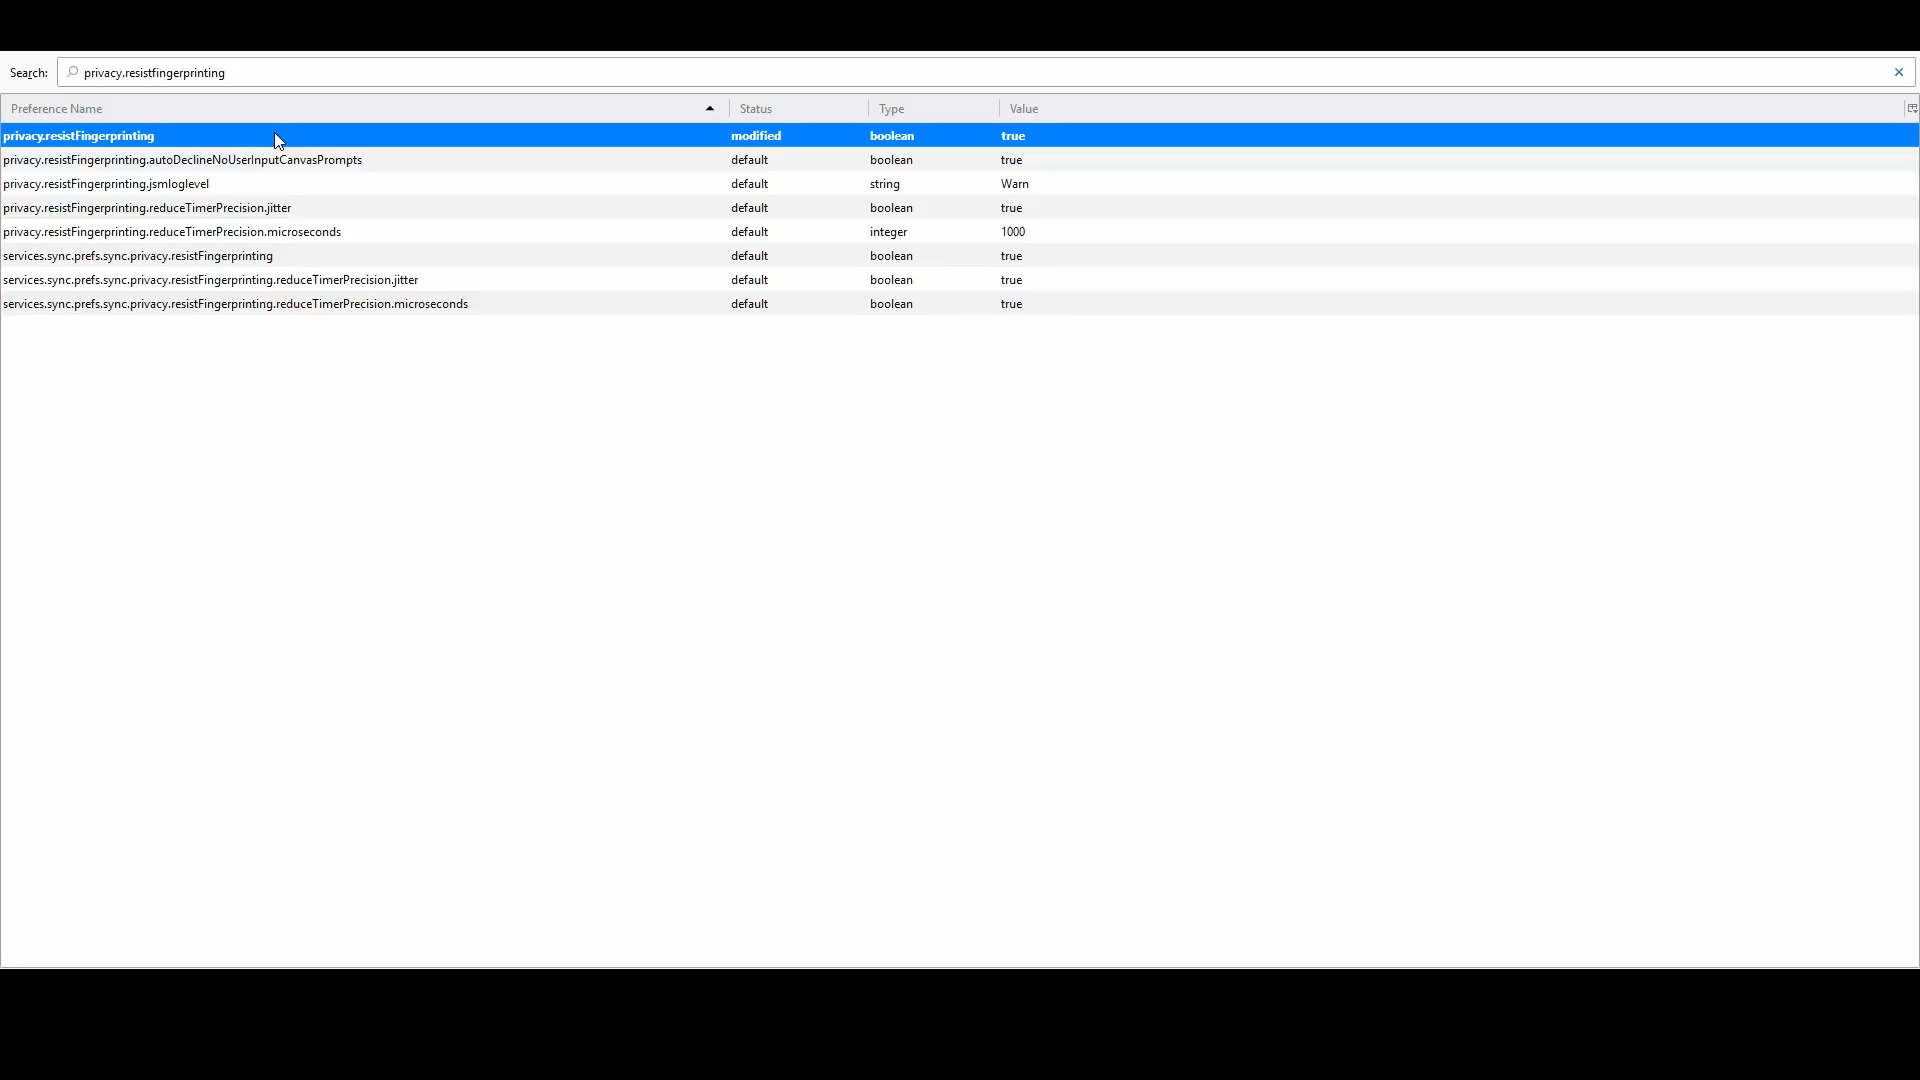 Search: privacy.resistfingerprinting
Preference Name Status Type Value
privacy.resistFingerprinting modified boolean true
privacy.resistFingerprinting.autoDeclineNoUserInputCanvasPrompts default boolean true
privacy.resistFingerprinting.jsmloglevel default string Warn
privacy.resistFingerprinting.reduceTimerPrecision.jitter default boolean true
privacy.resistFingerprinting.reduceTimerPrecision.microseconds default integer 1000
services.sync.prefs.sync.privacy.resistFingerprinting default boolean true
services.sync.prefs.sync.privacy.resistFingerprinting.reduceTimerPrecision.jitter default boolean true
services.sync.prefs.sync.privacy.resistFingerprinting.reduceTimerPrecision.microseconds default boolean true